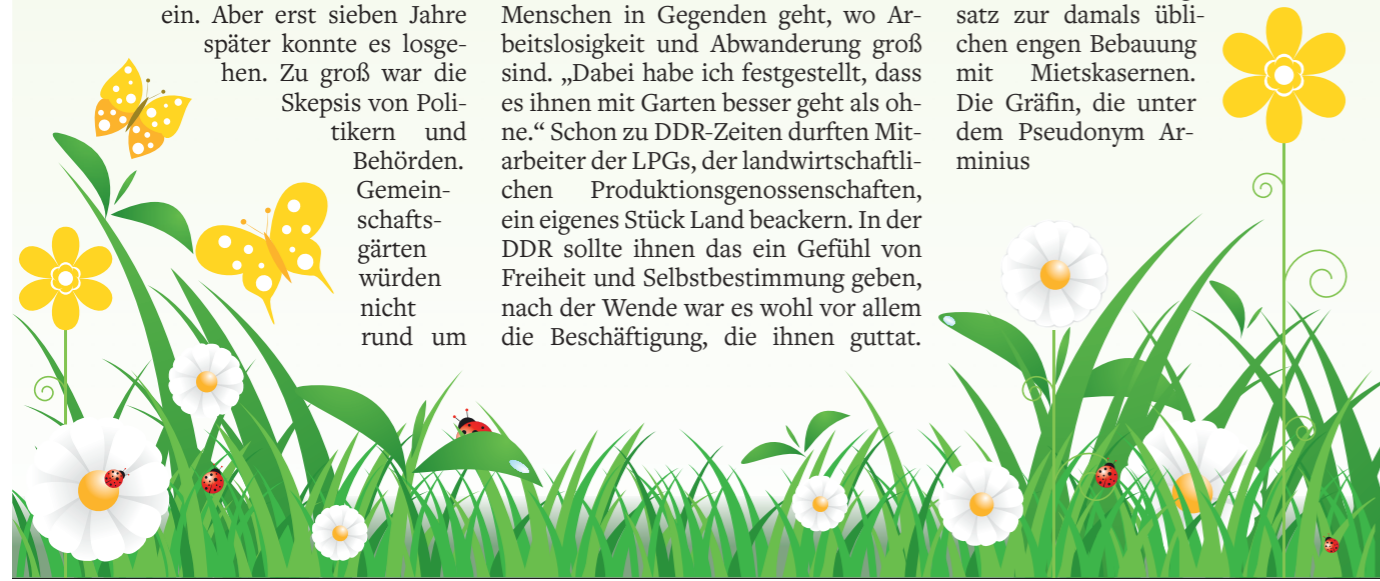 ein. Aber erst sieben Jahre
später konnte es losge-
hen. Zu groß war die
Skepsis von Poli-
tikern und
Behörden.
Gemein-
schafts-
gärten
würden
nicht
rund um
Menschen in Gegenden geht, wo Ar-
beitslosigkeit und Abwanderung groß
sind. „Dabei habe ich festgestellt, dass
es ihnen mit Garten besser geht als oh-
ne.“ Schon zu DDR-Zeiten durften Mit-
arbeiter der LPGs, der landwirtschaftli-
chen Produktionsgenossenschaften,
ein eigenes Stück Land beackern. In der
DDR sollte ihnen das ein Gefühl von
Freiheit und Selbstbestimmung geben,
nach der Wende war es wohl vor allem
die Beschäftigung, die ihnen guttat.
satz zur damals übli-
chen engen Bebauung
mit Mietskasernen.
Die Gräfin, die unter
dem Pseudonym Ar-
minius